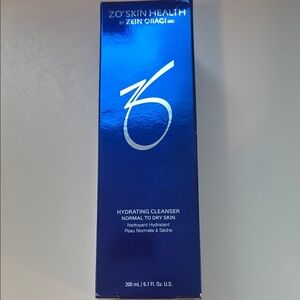 ZO® SKIN HEALTH
BY ZEIN OBAGI MD
HYDRATING CLEANSER
NORMAL TO DRY SKIN
Nettoyant Hydratant
Peau Normale à Sèche
200 mL / 6.7 Fl. Oz. U.S.